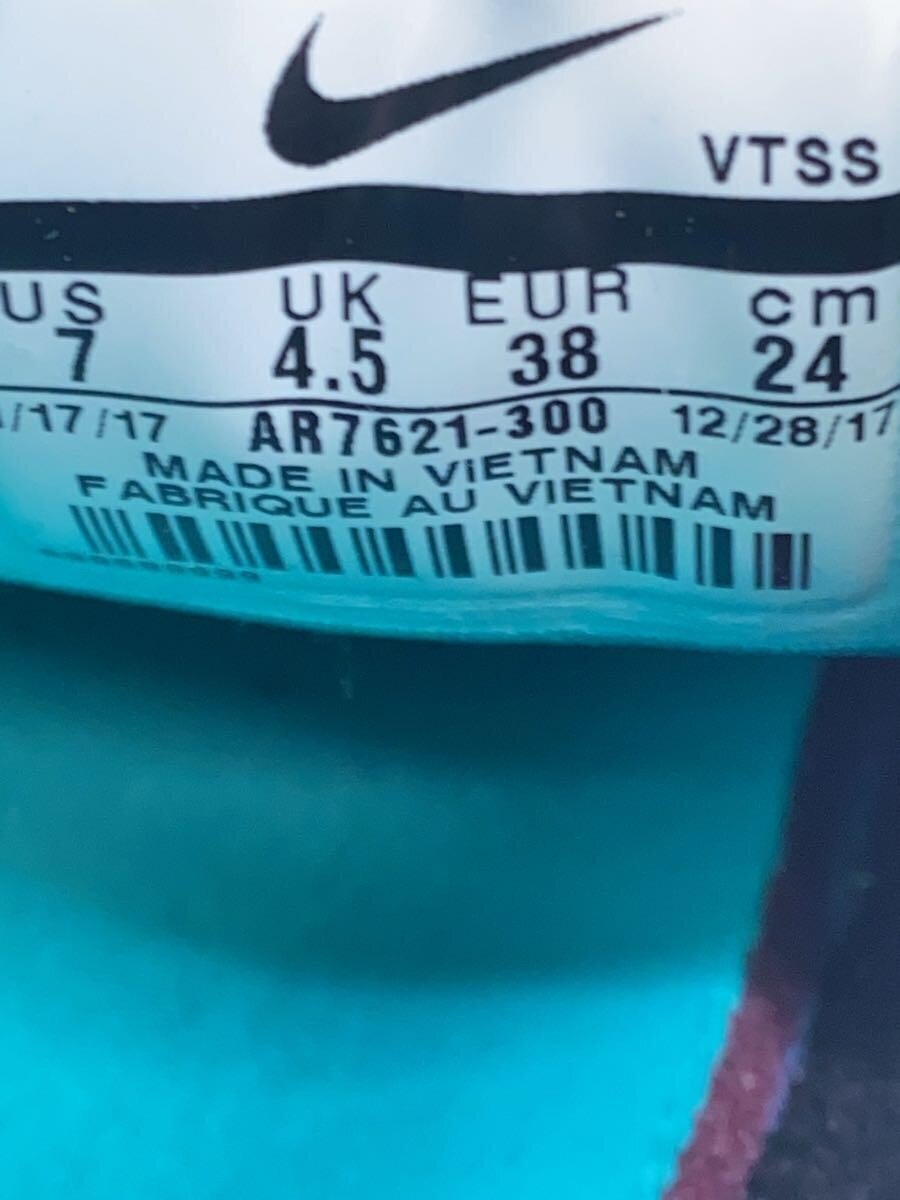 VTSS
US UK EUR cm
7 4.5 38 24
/17/17 AR7621-300 12/28/17
MADE IN VIETNAM
FABRIQUE AU VIETNAM